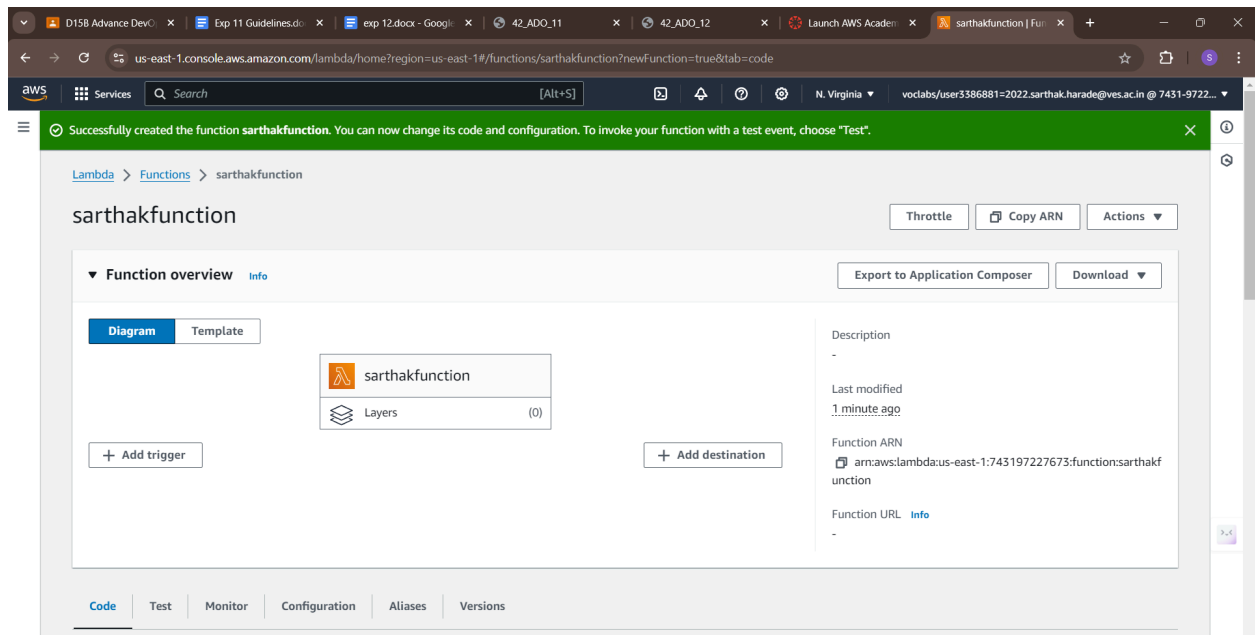 D15B Advance DevO
Exp 11 Guidelines.do
exp 12.docx - Google
42_ADO_11
42_ADO_12
Launch AWS Academ
sarthakfunction | Fun
us-east-1.console.aws.amazon.com/lambda/home?region=us-east-1#/functions/sarthakfunction?newFunction=true&tab=code
S
aws
Services
Search
[Alt+S]
N. Virginia
voclabs/user3386881=2022.sarthak.harade@ves.ac.in @ 7431-9722...
Successfully created the function sarthakfunction. You can now change its code and configuration. To invoke your function with a test event, choose "Test".
Lambda > Functions > sarthakfunction
sarthakfunction
Throttle
Copy ARN
Actions
Function overview Info
Export to Application Composer
Download
Diagram
Template
sarthakfunction
Layers (0)
+ Add trigger
+ Add destination
Description
-
Last modified
1 minute ago
Function ARN
arn:aws:lambda:us-east-1:743197227673:function:sarthakf
unction
Function URL Info
-
Code
Test
Monitor
Configuration
Aliases
Versions